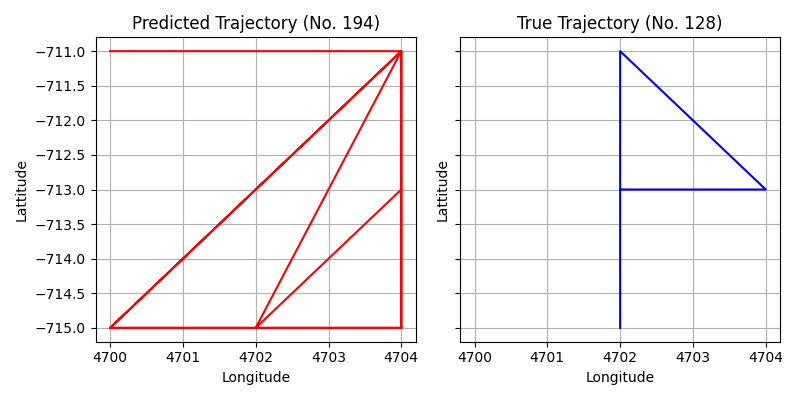 Predicted Trajectory (No. 194)
True Trajectory (No. 128)
−711.0
−711.5
−712.0
−712.5
−713.0
−713.5
−714.0
−714.5
−715.0
Lattitude
Lattitude
4700 4701 4702 4703 4704
4700 4701 4702 4703 4704
Longitude
Longitude